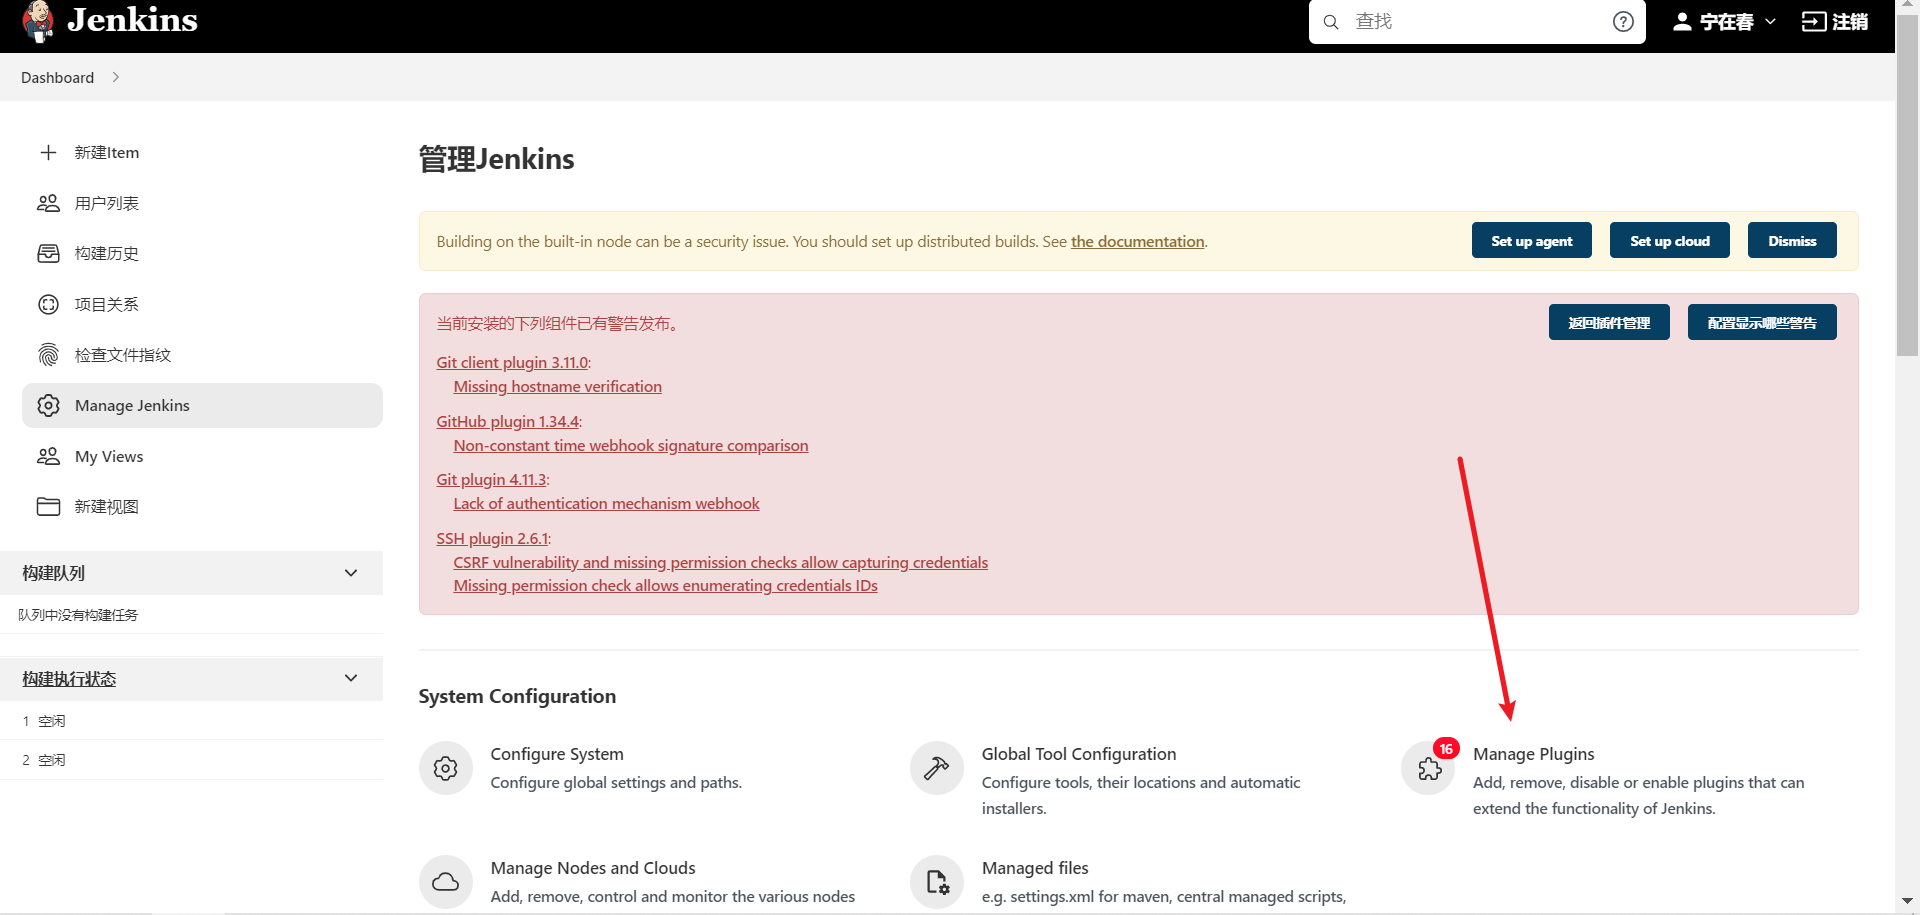 Jenkins
查找
宁在春
注销
Dashboard
新建Item
用户列表
构建历史
项目关系
检查文件指纹
Manage Jenkins
My Views
新建视图
构建队列
队列中没有构建任务
构建执行状态
1 空闲
2 空闲
管理Jenkins
Building on the built-in node can be a security issue. You should set up distributed builds. See the documentation.
Set up agent
Set up cloud
Dismiss
当前安装的下列组件已有警告发布。
返回插件管理
配置显示哪些警告
Git client plugin 3.11.0:
Missing hostname verification
GitHub plugin 1.34.4:
Non-constant time webhook signature comparison
Git plugin 4.11.3:
Lack of authentication mechanism webhook
SSH plugin 2.6.1:
CSRF vulnerability and missing permission checks allow capturing credentials
Missing permission check allows enumerating credentials IDs
System Configuration
Configure System
Configure global settings and paths.
Global Tool Configuration
Configure tools, their locations and automatic
installers.
16
Manage Plugins
Add, remove, disable or enable plugins that can
extend the functionality of Jenkins.
Manage Nodes and Clouds
Add, remove, control and monitor the various nodes
Managed files
e.g. settings.xml for maven, central managed scripts,